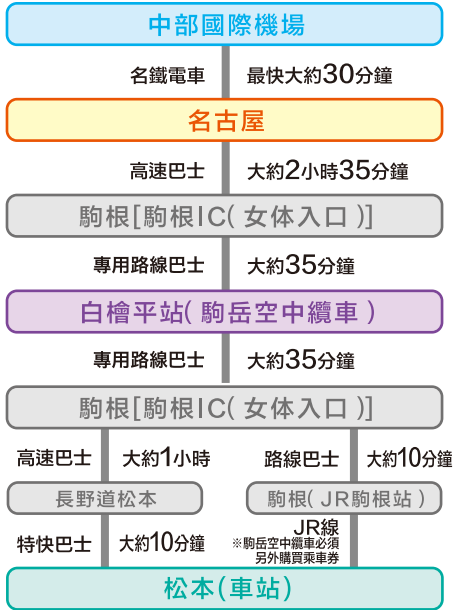 中部國際機場
名鐵電車 最快大約30分鐘
名古屋
高速巴士 大約2小時35分鐘
駒根[駒根IC(女体入口)]
專用路線巴士 大約35分鐘
白檜平站(駒岳空中纜車)
專用路線巴士 大約35分鐘
駒根[駒根IC(女体入口)]
高速巴士 大約1小時
路線巴士 大約10分鐘
長野道松本
駒根(JR駒根站)
特快巴士 大約10分鐘
JR線
※駒岳空中纜車必須
另外購買乘車券
松本(車站)